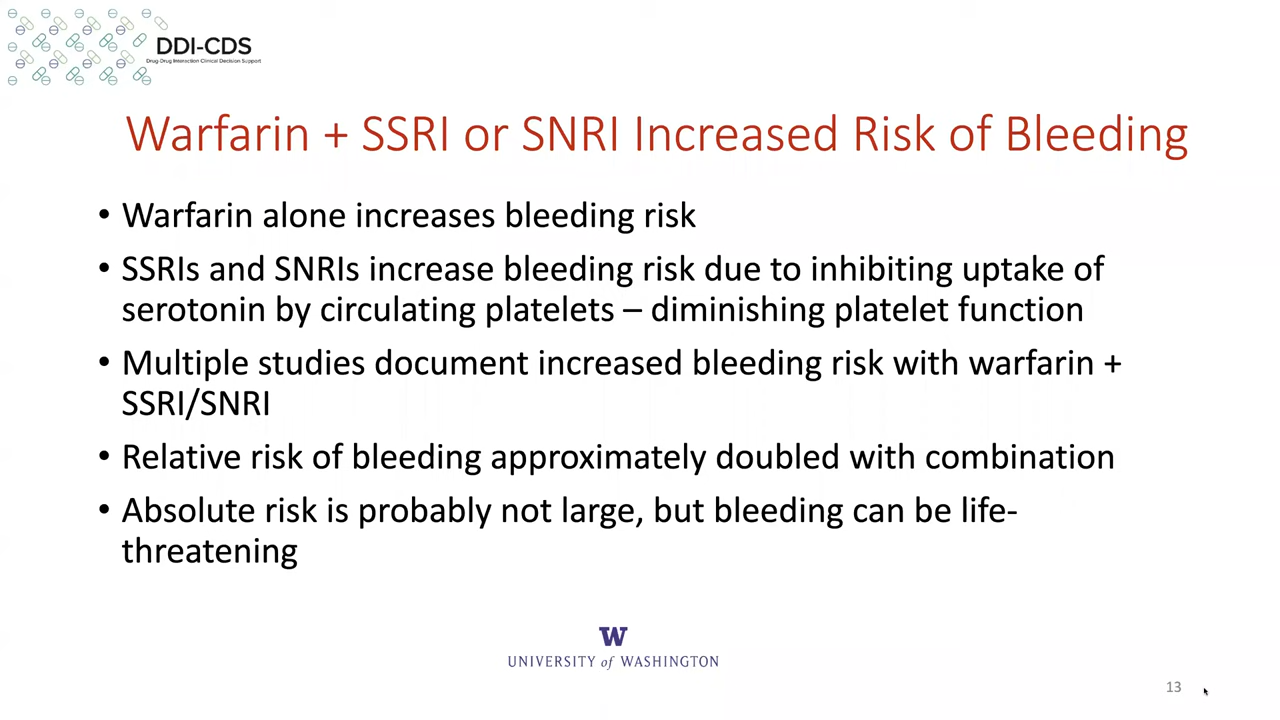 DDI-CDS
Drug Drug Interaction Clinical Decision Support
Warfarin + SSRI or SNRI Increased Risk of Bleeding
• Warfarin alone increases bleeding risk
• SSRIs and SNRIs increase bleeding risk due to inhibiting uptake of
serotonin by circulating platelets – diminishing platelet function
• Multiple studies document increased bleeding risk with warfarin +
SSRI/SNRI
• Relative risk of bleeding approximately doubled with combination
• Absolute risk is probably not large, but bleeding can be life-
threatening
W
UNIVERSITY of WASHINGTON
13